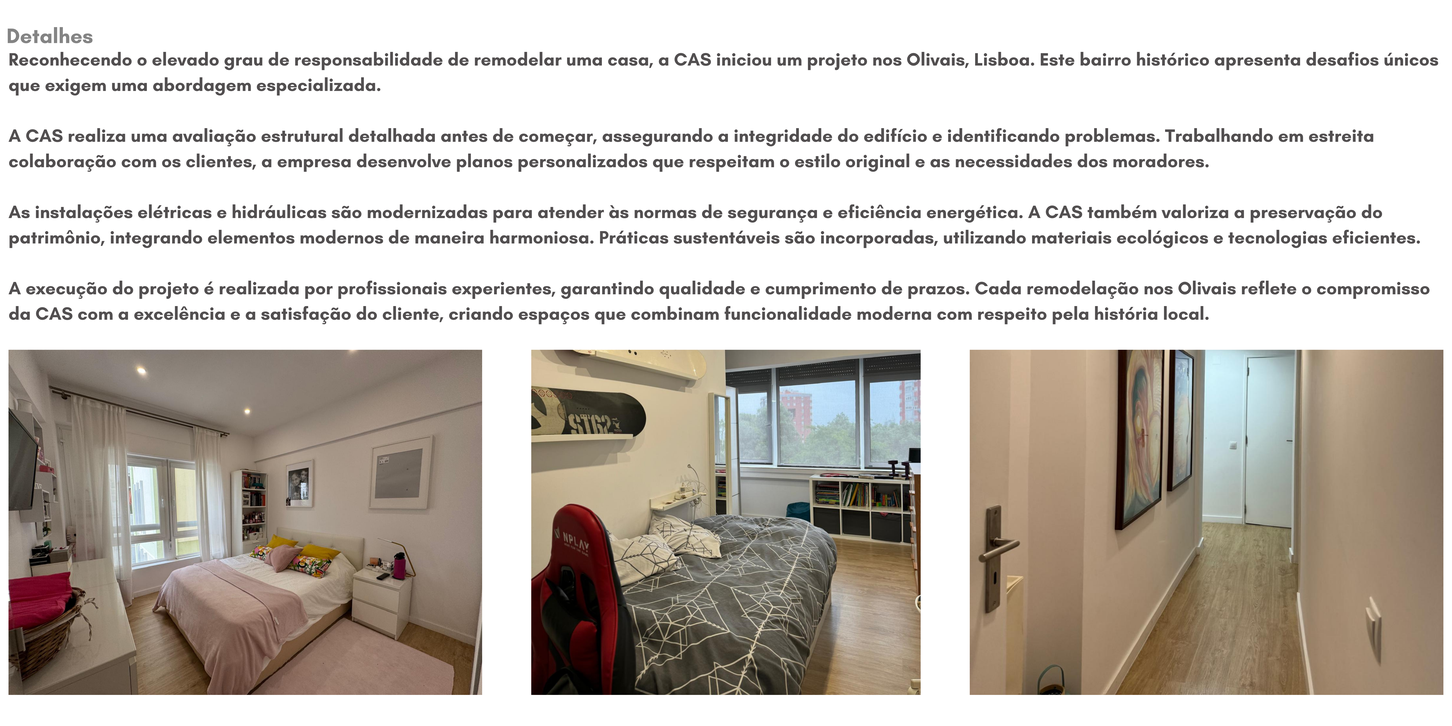 Detalhes
Reconhecendo o elevado grau de responsabilidade de remodelar uma casa, a CAS iniciou um projeto nos Olivais, Lisboa. Este bairro histórico apresenta desafios únicos
que exigem uma abordagem especializada.
A CAS realiza uma avaliação estrutural detalhada antes de começar, assegurando a integridade do edifício e identificando problemas. Trabalhando em estreita
colaboração com os clientes, a empresa desenvolve planos personalizados que respeitam o estilo original e as necessidades dos moradores.
As instalações elétricas e hidráulicas são modernizadas para atender às normas de segurança e eficiência energética. A CAS também valoriza a preservação do
patrimônio, integrando elementos modernos de maneira harmoniosa. Práticas sustentáveis são incorporadas, utilizando materiais ecológicos e tecnologias eficientes.
A execução do projeto é realizada por profissionais experientes, garantindo qualidade e cumprimento de prazos. Cada remodelação nos Olivais reflete o compromisso
da CAS com a excelência e a satisfação do cliente, criando espaços que combinam funcionalidade moderna com respeito pela história local.
NPLAY